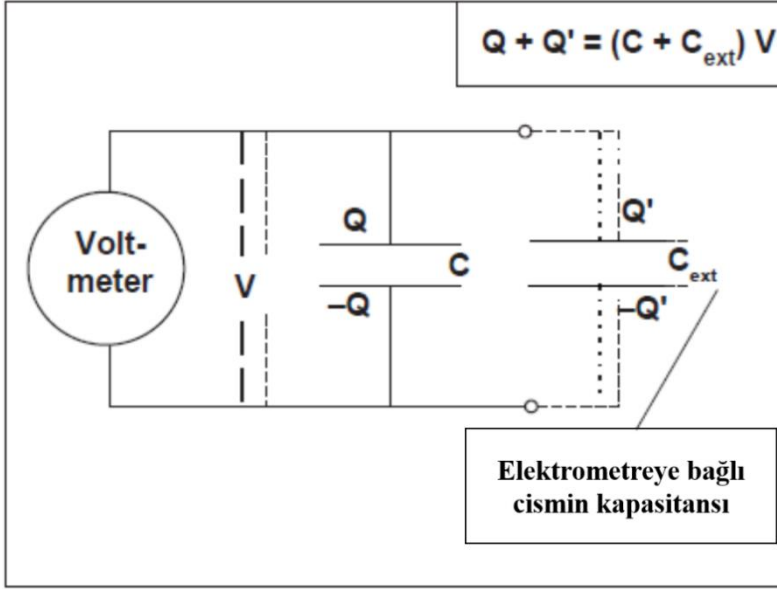 Q + Q' = (C + Cext) V
Volt-
meter
V
Q
C
–Q
Q'
Cext
–Q'
Elektrometreye bağlı
cismin kapasitansı